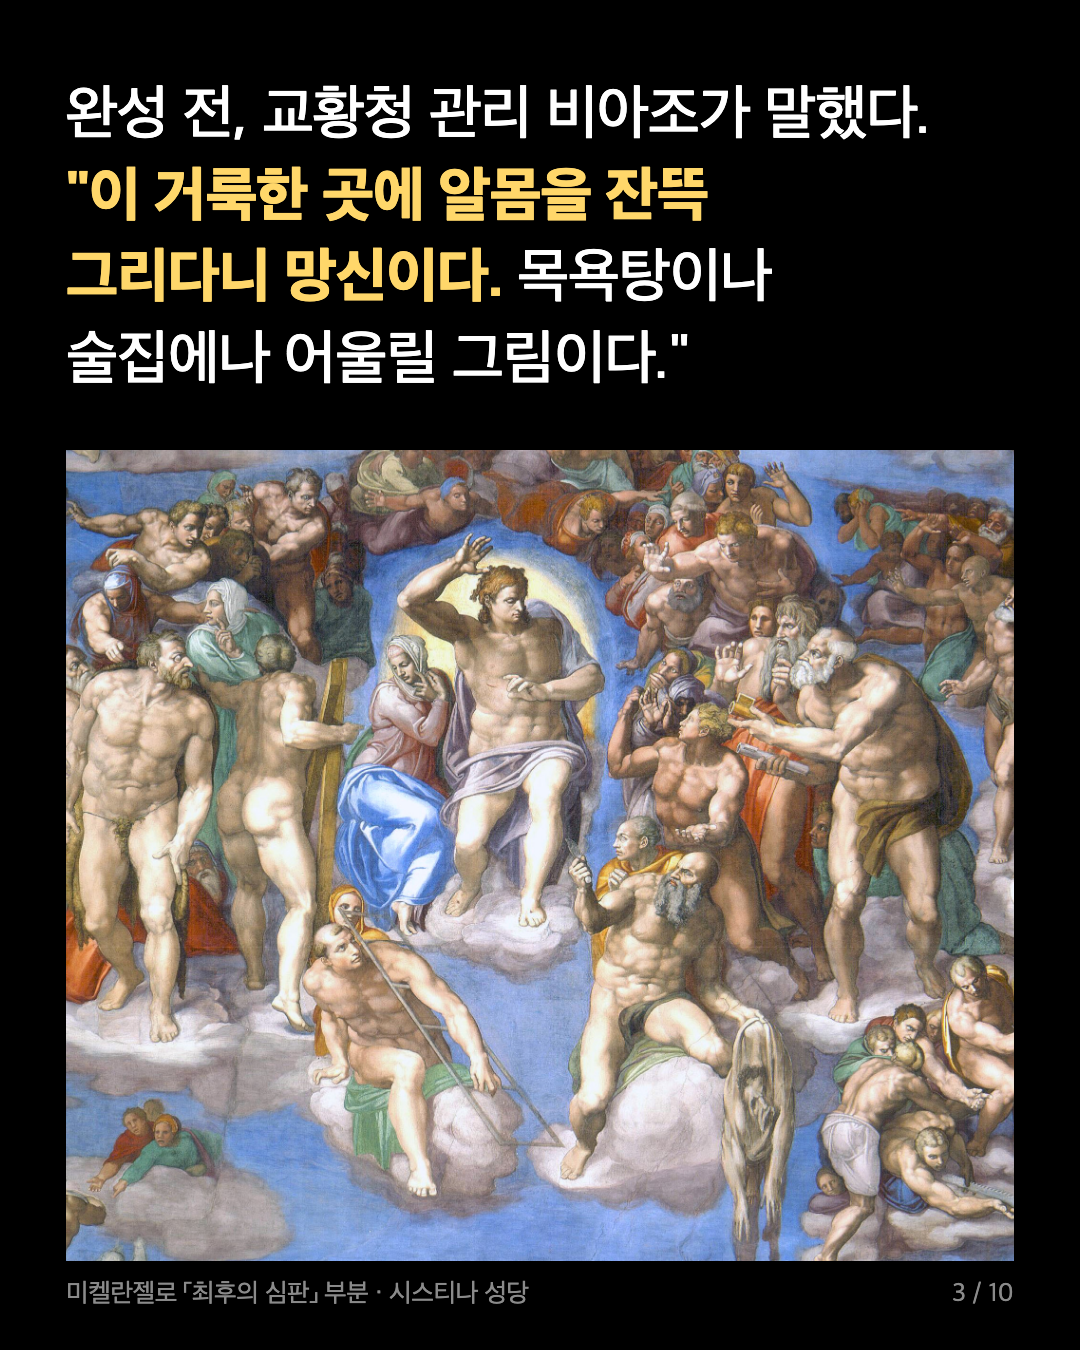 완성 전, 교황청 관리 비아조가 말했다.
"이 거룩한 곳에 알몸을 잔뜩
그리다니 망신이다. 목욕탕이나
술집에나 어울릴 그림이다."
미켈란젤로 「최후의 심판」 부분 · 시스티나 성당
3 / 10